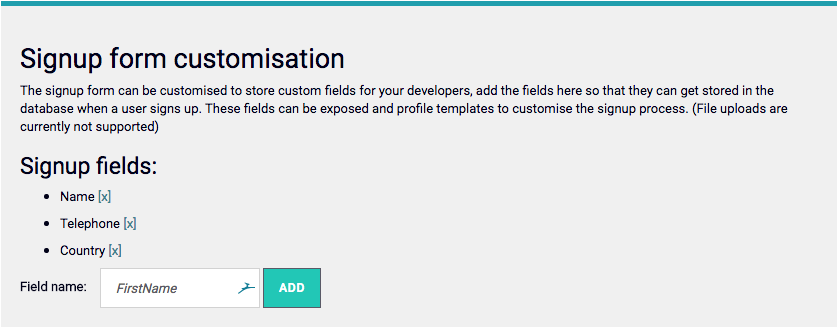 Signup form customisation
The signup form can be customised to store custom fields for your developers, add the fields here so that they can get stored in the
database when a user signs up. These fields can be exposed and profile templates to customise the signup process. (File uploads are
currently not supported)
Signup fields:
Name [x]
Telephone [x]
Country [x]
Field name: FirstName ADD